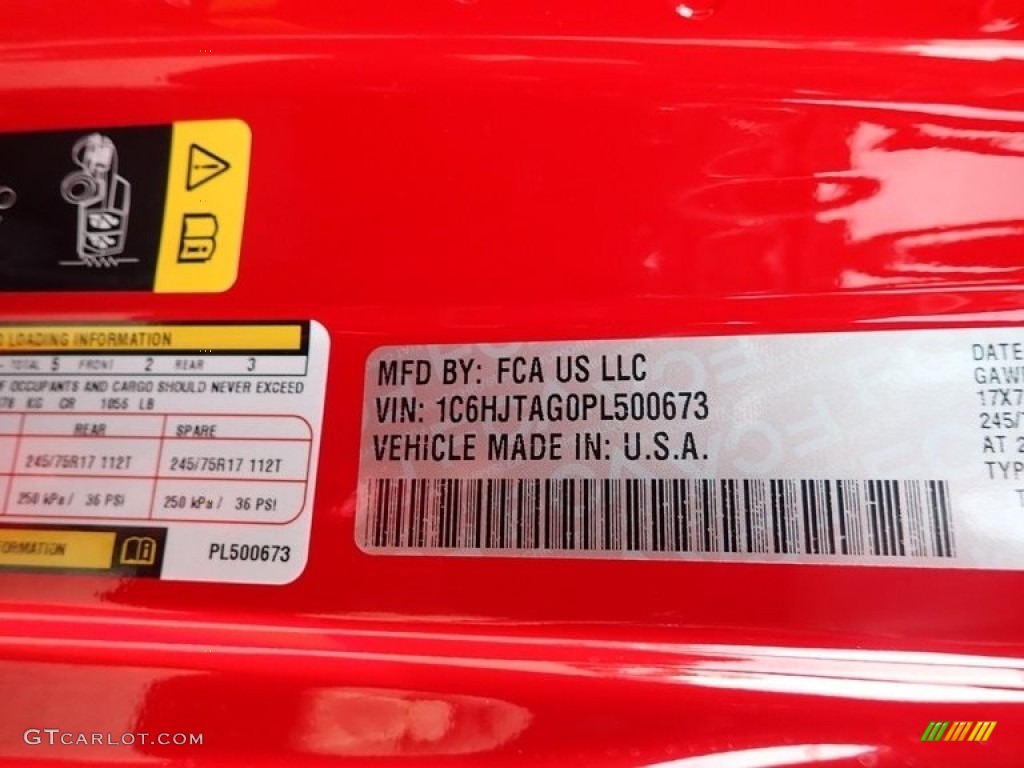 LOADING INFORMATION
TOTAL 5 FRONT 2 REAR 3
OF OCCUPANTS AND CARGO SHOULD NEVER EXCEED
KG OR 1056 LB
REAR SPARE
245/75R17 112T 245/75R17 112T
250 kPa / 36 PSI 250 kPa / 36 PSI
FORMATION
PL500673
MFD BY: FCA US LLC
VIN: 1C6HJTAG0PL500673
VEHICLE MADE IN: U.S.A.
DATE
GAW
17X7
245/
AT 2
TYP
T
GTCARLOT.COM